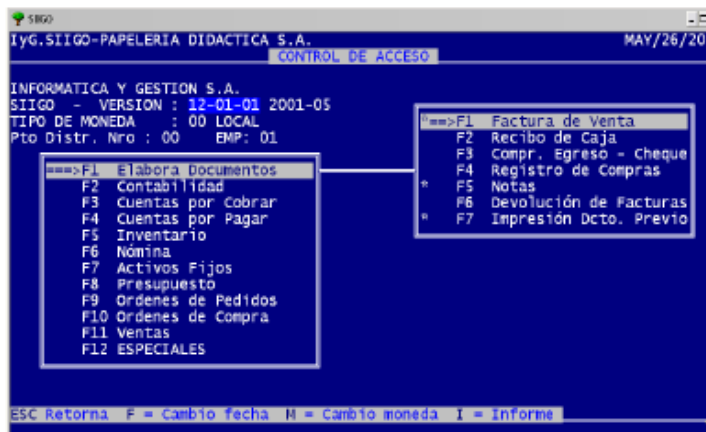 SIIGO
IyG.SIIGO-PAPELERIA DIDACTICA S.A. MAY/26/20
CONTROL DE ACCESO
INFORMATICA Y GESTION S.A.
SIIGO - VERSION : 12-01-01 2001-05
TIPO DE MONEDA : 00 LOCAL
Pto Distr. Nro : 00 EMP: 01
*==>F1 Factura de Venta
F2 Recibo de Caja
F3 Compr. Egreso - Cheque
F4 Registro de Compras
* F5 Notas
F6 Devolución de Facturas
* F7 Impresión Dcto. Previo
===>F1 Elabora Documentos
F2 Contabilidad
F3 Cuentas por Cobrar
F4 Cuentas por Pagar
F5 Inventario
F6 Nómina
F7 Activos Fijos
F8 Presupuesto
F9 Ordenes de Pedidos
F10 Ordenes de Compra
F11 Ventas
F12 ESPECIALES
ESC Retorna F = Cambio fecha M = Cambio moneda I = Informe